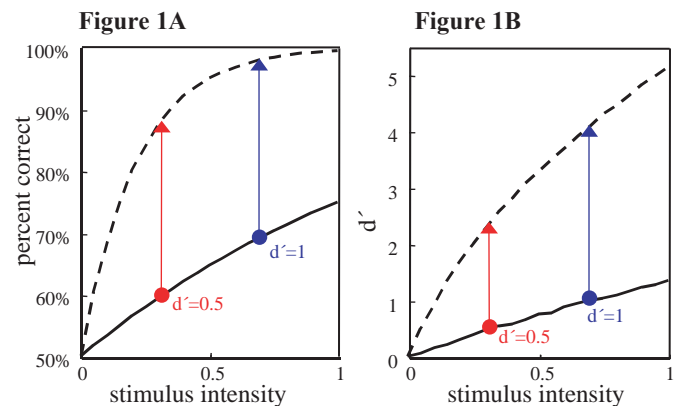 Figure 1A
100%
90%
80%
70%
60%
50%
percent correct
d´=0.5
d´=1
0
0.5
1
stimulus intensity
Figure 1B
5
4
3
2
1
0
d´
d´=0.5
d´=1
0
0.5
1
stimulus intensity